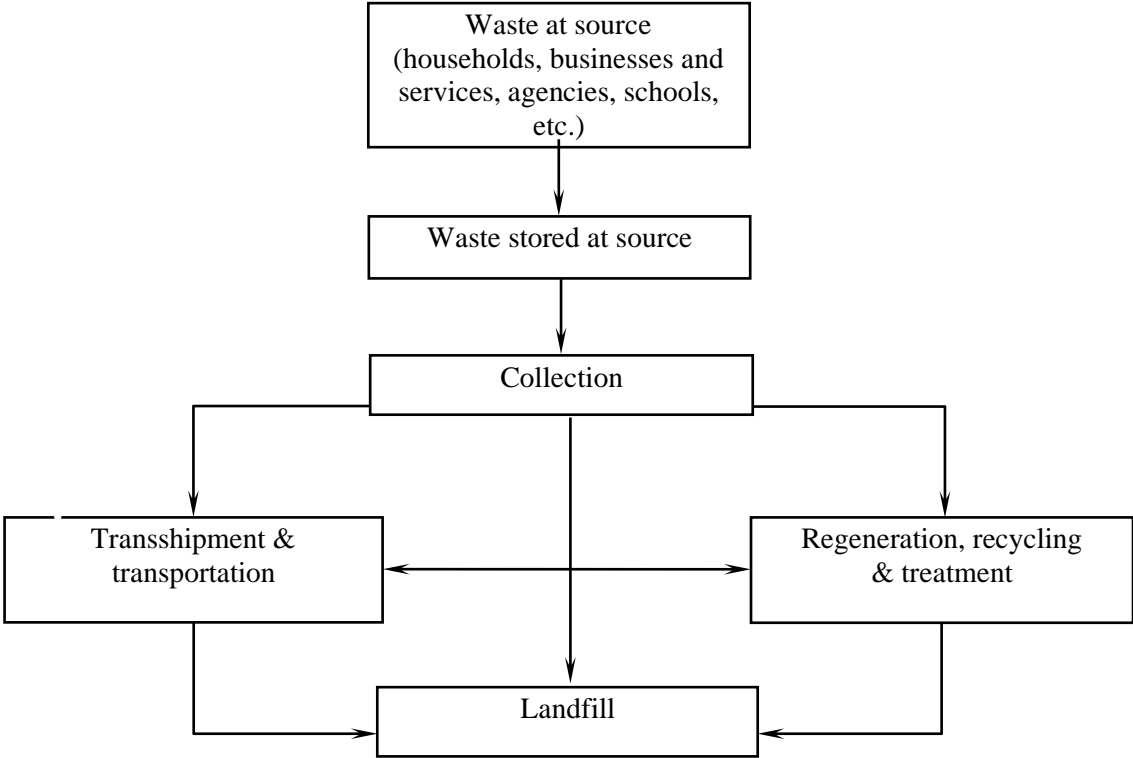 Waste at source
(households, businesses and
services, agencies, schools,
etc.)
Waste stored at source
Collection
Transshipment &
transportation
Regeneration, recycling
& treatment
Landfill